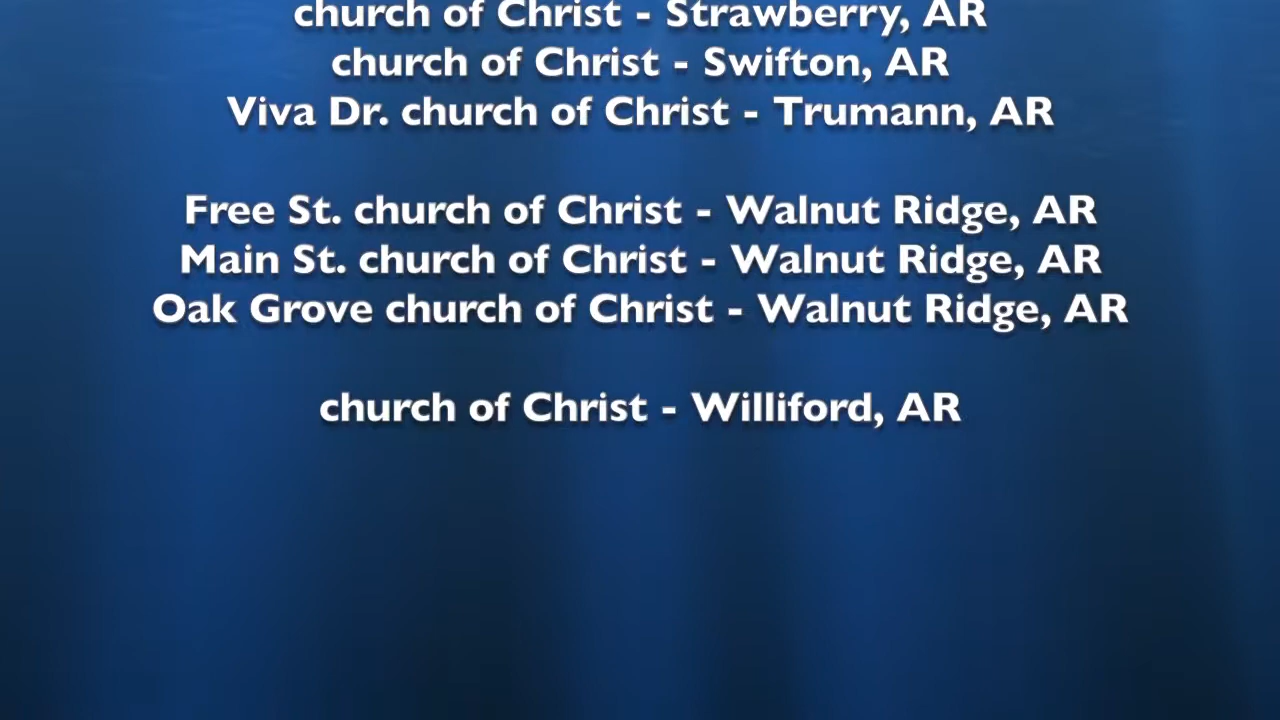 church of Christ - Strawberry, AR
church of Christ - Swifton, AR
Viva Dr. church of Christ - Trumann, AR
Free St. church of Christ - Walnut Ridge, AR
Main St. church of Christ - Walnut Ridge, AR
Oak Grove church of Christ - Walnut Ridge, AR
church of Christ - Williford, AR